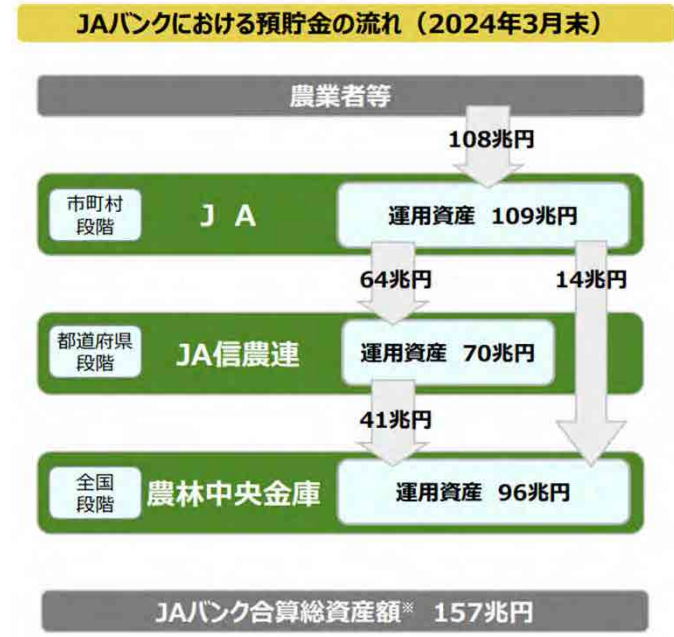 JAバンクにおける預貯金の流れ（2024年3月末）
農業者等
108兆円
市町村
段階
J A
運用資産 109兆円
64兆円
14兆円
都道府県
段階
JA信農連
運用資産 70兆円
41兆円
全国
段階
農林中央金庫
運用資産 96兆円
JAバンク合算総資産額※ 157兆円